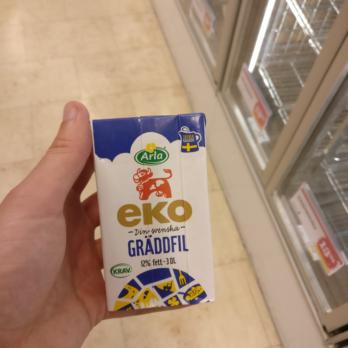 Arla
eko
Din svenska
GRÄDDFIL
12% fett - 3 DL
KRAV